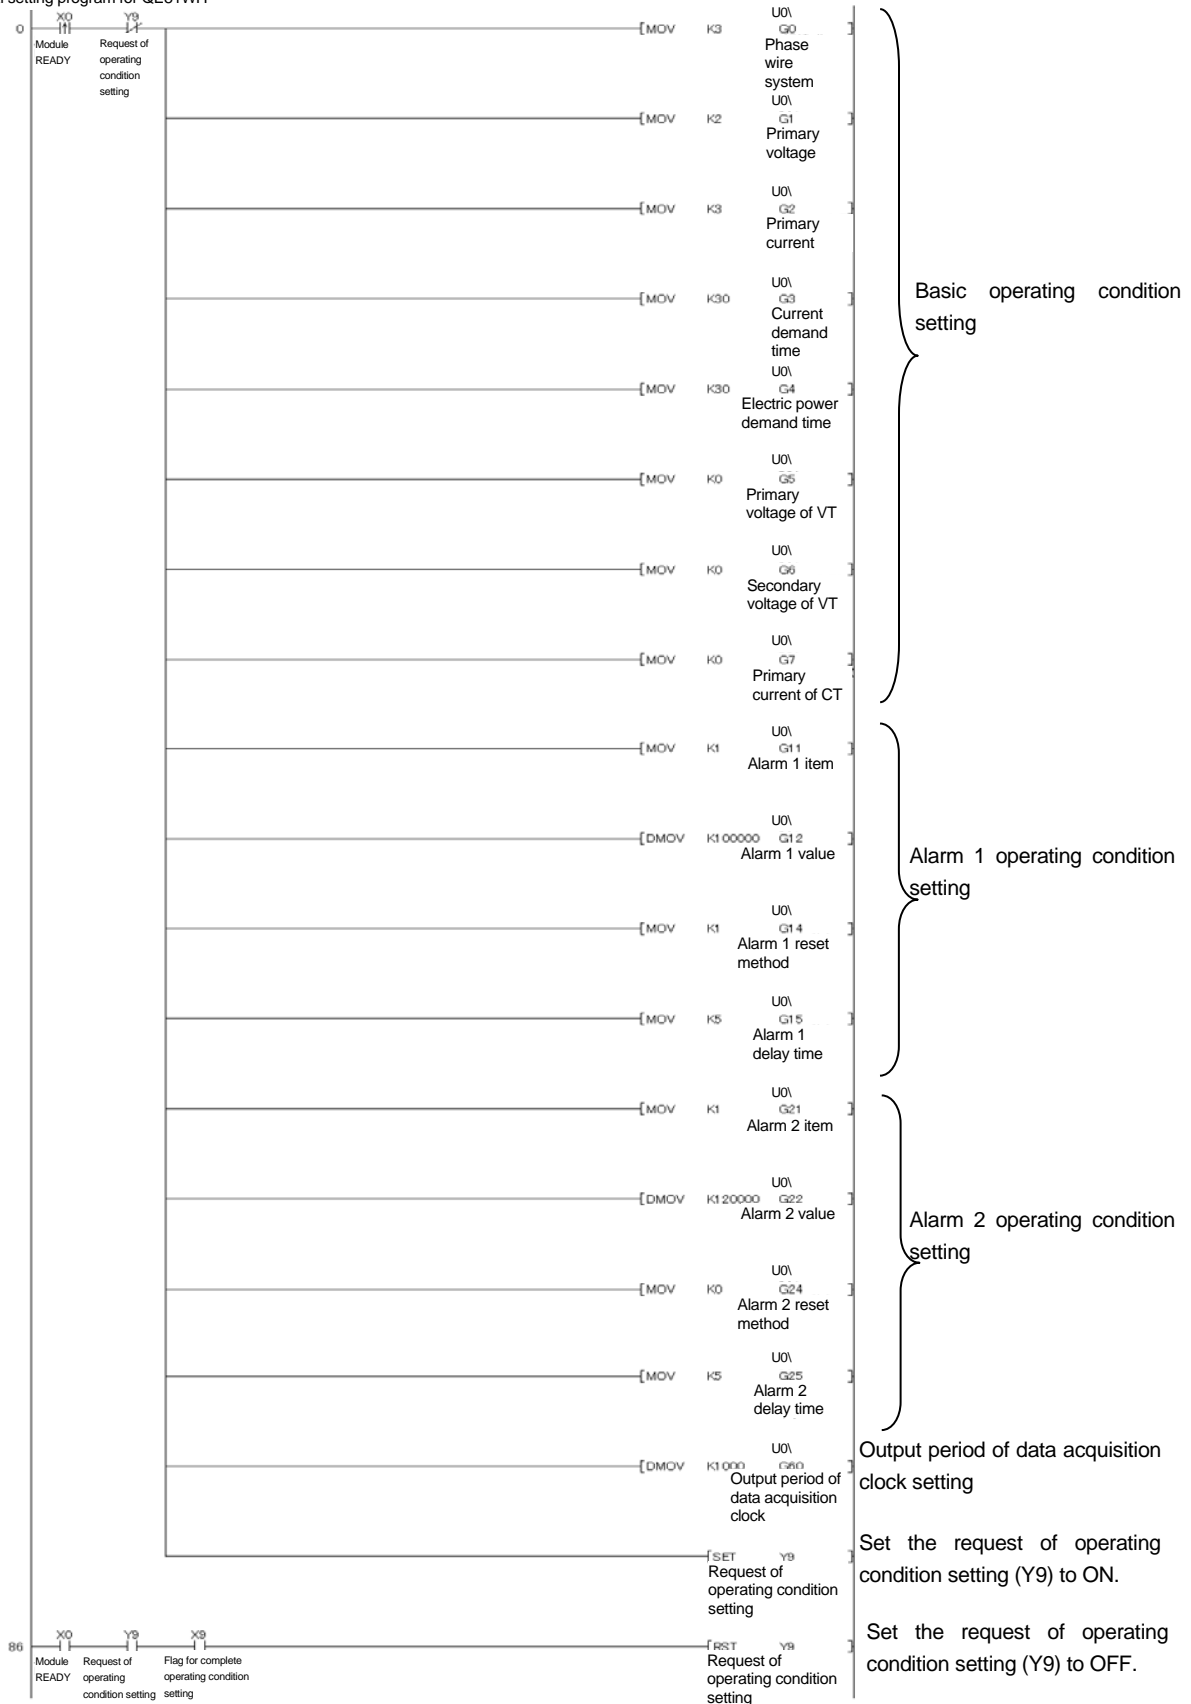 setting program for QE81WH
0 X0 Y9 [MOV K3 U0\ G0 ]
Module READY
Request of operating condition setting
Phase wire system
[MOV K2 U0\ G1 ]
Primary voltage
[MOV K3 U0\ G2 ]
Primary current
[MOV K30 U0\ G3 ]
Current demand time
Basic operating condition setting
[MOV K30 U0\ G4 ]
Electric power demand time
[MOV K0 U0\ G5 ]
Primary voltage of VT
[MOV K0 U0\ G6 ]
Secondary voltage of VT
[MOV K0 U0\ G7 ]
Primary current of CT
[MOV K1 U0\ G11 ]
Alarm 1 item
[DMOV K100000 U0\ G12 ]
Alarm 1 value
Alarm 1 operating condition setting
[MOV K1 U0\ G14 ]
Alarm 1 reset method
[MOV K5 U0\ G15 ]
Alarm 1 delay time
[MOV K1 U0\ G21 ]
Alarm 2 item
[DMOV K120000 U0\ G22 ]
Alarm 2 value
Alarm 2 operating condition setting
[MOV K0 U0\ G24 ]
Alarm 2 reset method
[MOV K5 U0\ G25 ]
Alarm 2 delay time
[DMOV K1000 U0\ G60 ]
Output period of data acquisition clock
Output period of data acquisition clock setting
[SET Y9 ]
Request of operating condition setting
Set the request of operating condition setting (Y9) to ON.
86 X0 Y9 X9 [RST Y9 ]
Module READY
Request of operating condition setting
Flag for complete operating condition setting
Request of operating condition setting
Set the request of operating condition setting (Y9) to OFF.